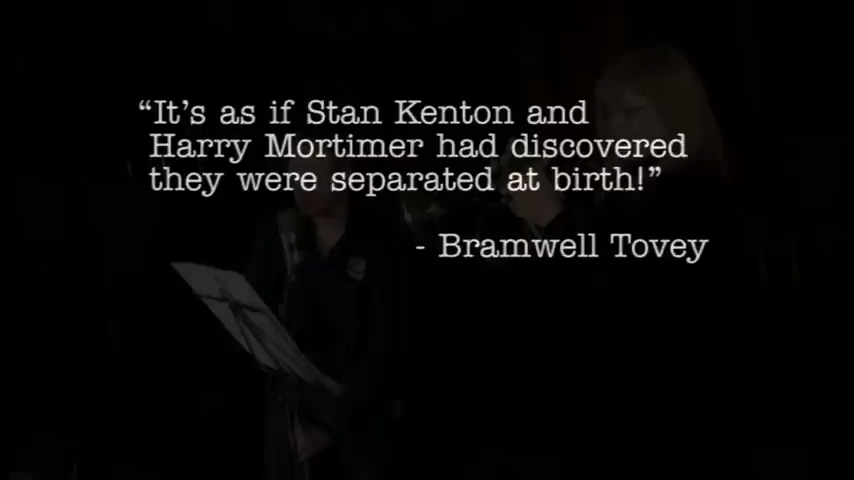 “It's as if Stan Kenton and
Harry Mortimer had discovered
they were separated at birth!”
- Bramwell Tovey